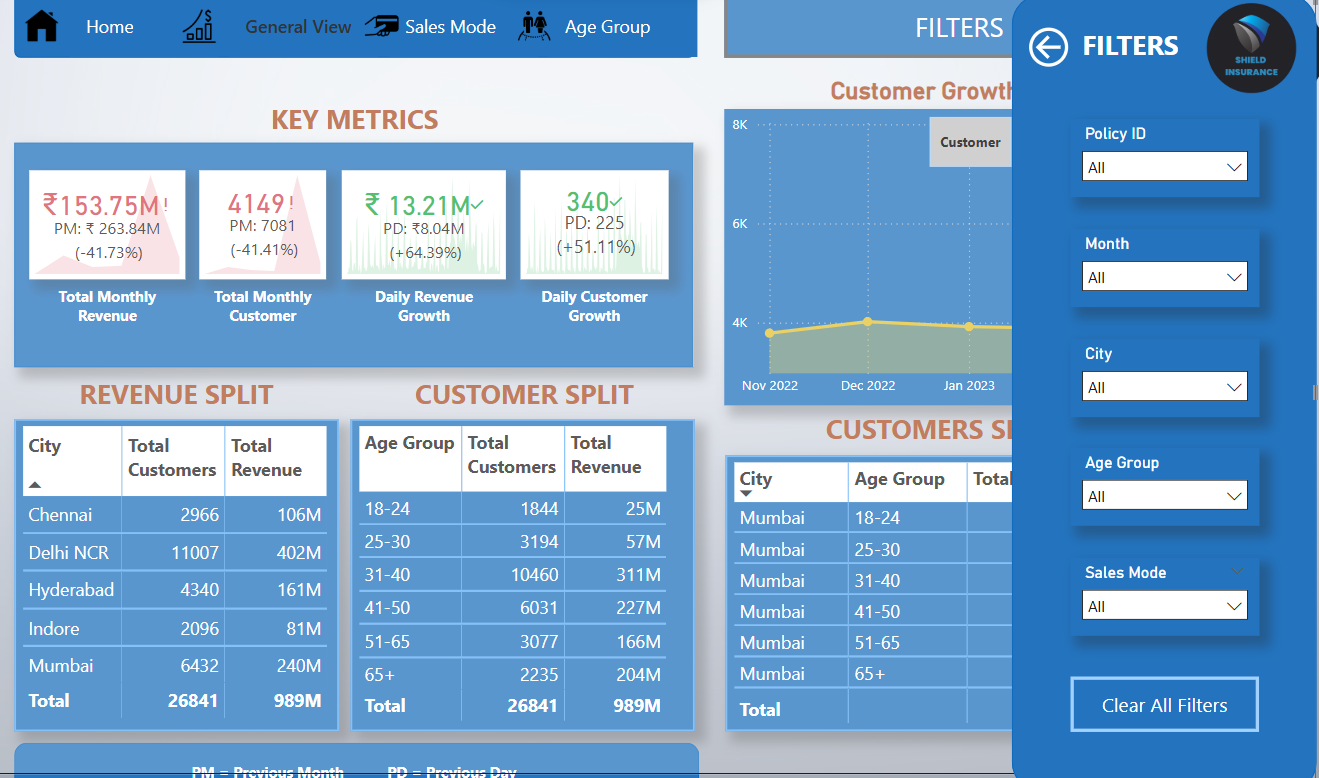 Home
General View
Sales Mode
Age Group
FILTERS
KEY METRICS
₹153.75M!
PM: ₹ 263.84M
(-41.73%)
Total Monthly
Revenue
4149!
PM: 7081
(-41.41%)
Total Monthly
Customer
₹ 13.21M✓
PD: ₹8.04M
(+64.39%)
Daily Revenue
Growth
340✓
PD: 225
(+51.11%)
Daily Customer
Growth
REVENUE SPLIT
City Total Customers Total Revenue
Chennai 2966 106M
Delhi NCR 11007 402M
Hyderabad 4340 161M
Indore 2096 81M
Mumbai 6432 240M
Total 26841 989M
CUSTOMER SPLIT
Age Group Total Customers Total Revenue
18-24 1844 25M
25-30 3194 57M
31-40 10460 311M
41-50 6031 227M
51-65 3077 166M
65+ 2235 204M
Total 26841 989M
PM = Previous Month PD = Previous Day
Customer Growth
Customer
8K
6K
4K
Nov 2022 Dec 2022 Jan 2023
CUSTOMERS S
City Age Group Total
Mumbai 18-24
Mumbai 25-30
Mumbai 31-40
Mumbai 41-50
Mumbai 51-65
Mumbai 65+
Total
FILTERS
SHIELD
INSURANCE
Policy ID
All
Month
All
City
All
Age Group
All
Sales Mode
All
Clear All Filters